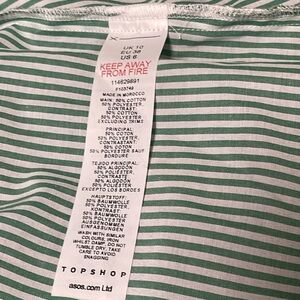 UK 10
EU 38
US 6
KEEP AWAY
FROM FIRE
114629891
#103749
MADE IN MOROCCO
MAIN: 50% COTTON
50% POLYESTER,
CONTRAST:
50% COTTON
50% POLYESTER
EXCLUDING TRIMS
PRINCIPAL:
50% COTON
50% POLYESTER,
CONTRASTANT:
50% COTON
50% POLYESTER SAUF
BORDURE
TEJIDO PRINCIPAL:
50% ALGODÓN
50% POLIÉSTER,
CONTRASTE:
50% ALGODÓN
50% POLIÉSTER
EXCEPTO LOS BORDES
HAUPTSTOFF:
50% BAUMWOLLE
50% POLYESTER,
KONTRAST:
50% BAUMWOLLE
50% POLYESTER
AUSGENOMMEN
EINFASSUNGEN
WASH WITH SIMILAR
COLOURS, IRON
WHILST DAMP, DO NOT
TUMBLE DRY, TAKE
CARE TO AVOID
SNAGGING
TOPSHOP
asos.com Ltd